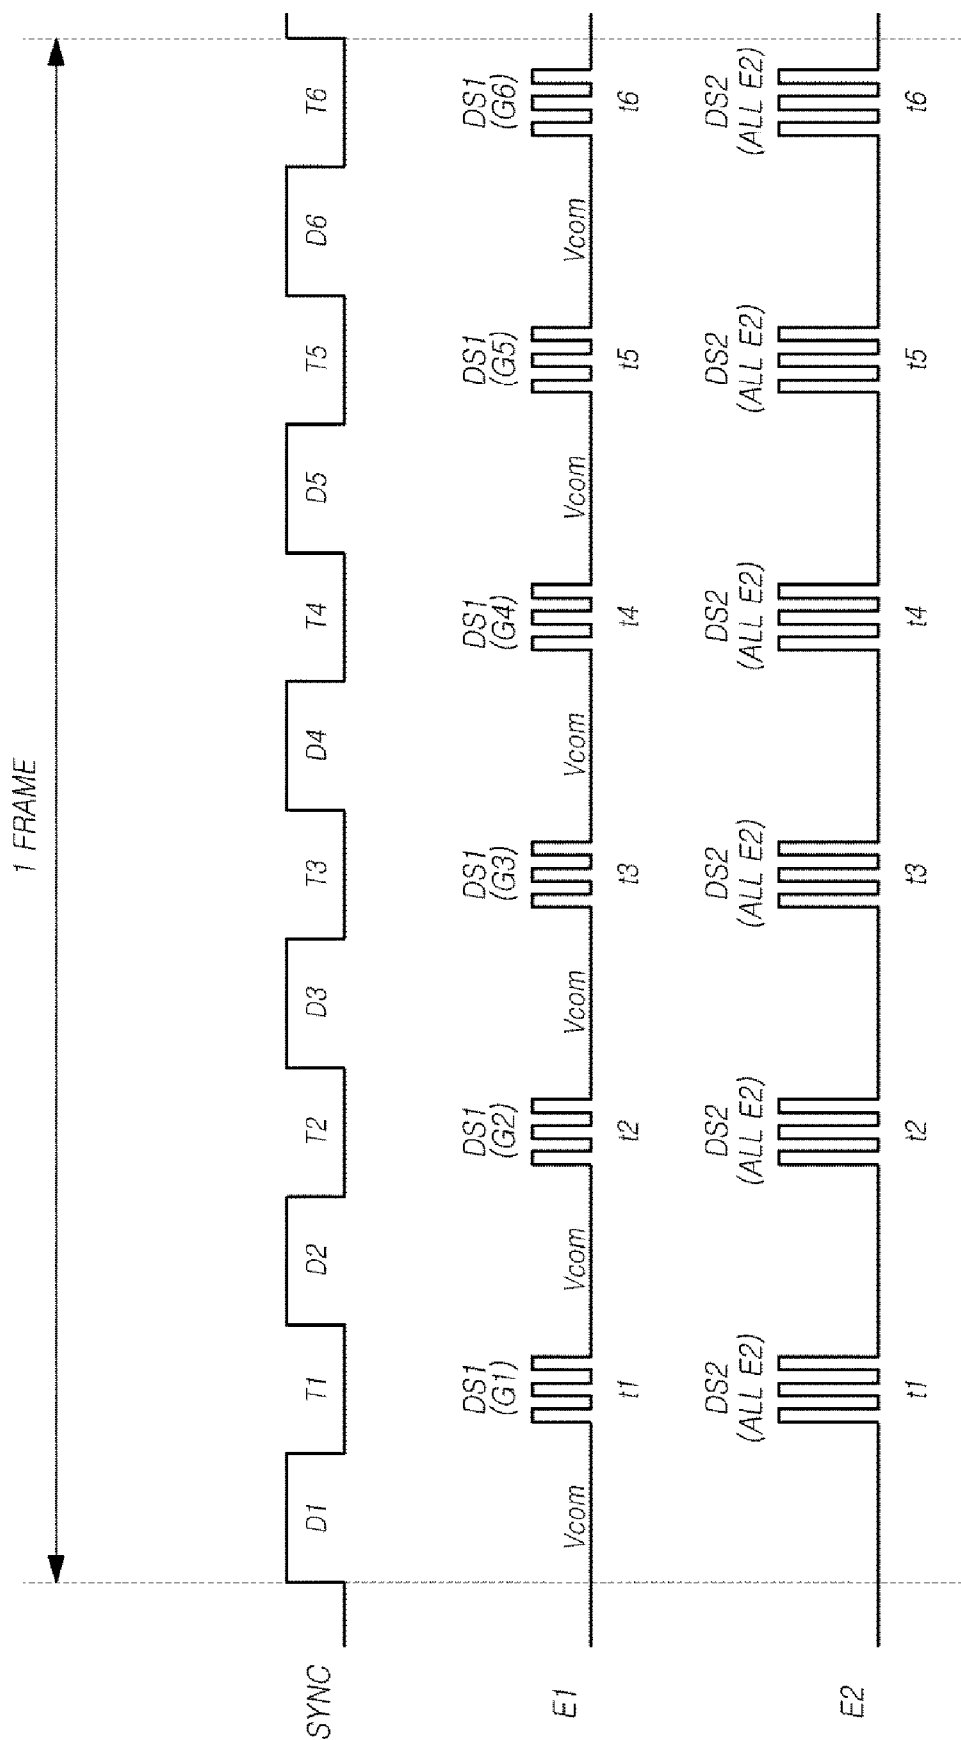 1 FRAME
SYNC
D1 T1 D2 T2 D3 T3 D4 T4 D5 T5 D6 T6
DS1 DS1 DS1 DS1 DS1 DS1
(G1) (G2) (G3) (G4) (G5) (G6)
E1
Vcom Vcom Vcom Vcom Vcom Vcom
t1 t2 t3 t4 t5 t6
DS2 DS2 DS2 DS2 DS2 DS2
(ALL E2) (ALL E2) (ALL E2) (ALL E2) (ALL E2) (ALL E2)
E2
t1 t2 t3 t4 t5 t6